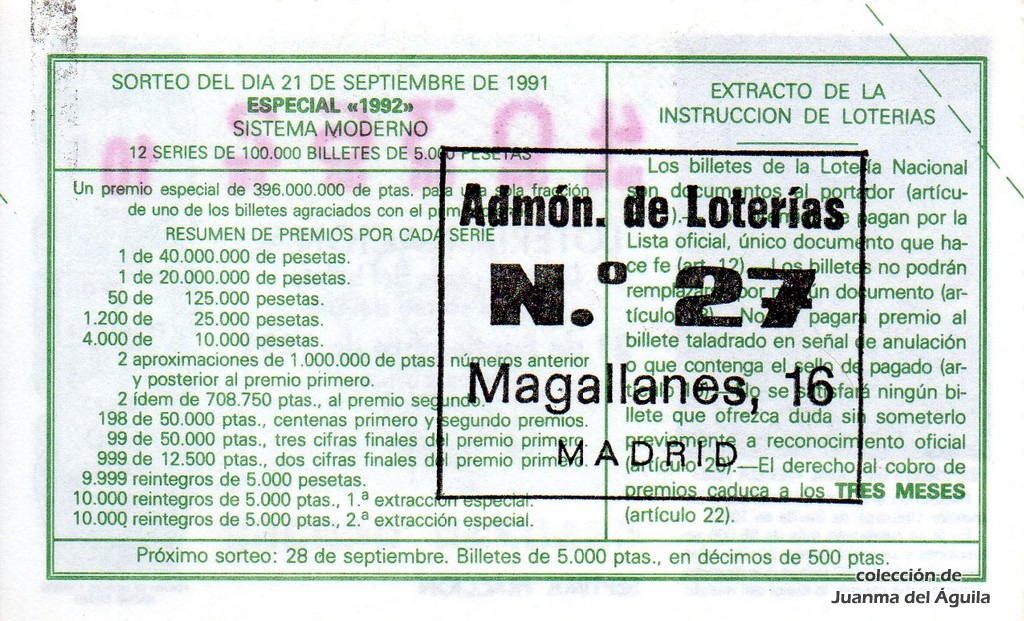 SORTEO DEL DIA 21 DE SEPTIEMBRE DE 1991
ESPECIAL «1992»
SISTEMA MODERNO
12 SERIES DE 100.000 BILLETES DE 5.000 PESETAS
Un premio especial de 396.000.000 de ptas. para una sola fracción
de uno de los billetes agraciados con el
RESUMEN DE PREMIOS POR CADA SERIE
1 de 40.000.000 de pesetas.
1 de 20.000.000 de pesetas.
50 de 125.000 pesetas.
1.200 de 25.000 pesetas.
4.000 de 10.000 pesetas.
2 aproximaciones de 1.000.000 de ptas. números anterior
y posterior al premio primero.
2 ídem de 708.750 ptas., al premio segundo.
198 de 50.000 ptas., centenas primero y segundo premios.
99 de 50.000 ptas., tres cifras finales del premio primero.
999 de 12.500 ptas., dos cifras finales del premio primero.
9.999 reintegros de 5.000 pesetas.
10.000 reintegros de 5.000 ptas., 1.ª extracción especial.
10.000 reintegros de 5.000 ptas., 2.ª extracción especial.
EXTRACTO DE LA
INSTRUCCION DE LOTERIAS
Los billetes de la Lotería Nacional
son documentos al portador (artícu-
pagan por la
Lista oficial, único documento que ha-
ce fe (art. 12).—Los billetes no podrán
remplazarse por ningún documento (ar-
tículo pagará premio al
billete taladrado en señal de anulación
o que contenga el sello de pagado (ar-
se satisfará ningún bi-
llete que ofrezca duda sin someterlo
previamente a reconocimiento oficial
(artículo 20).—El derecho al cobro de
premios caduca a los TRES MESES
(artículo 22).
Admón. de Loterías
N.º 27
Magallanes, 16
MADRID
Próximo sorteo: 28 de septiembre. Billetes de 5.000 ptas., en décimos de 500 ptas.
colección de
Juanma del Águila